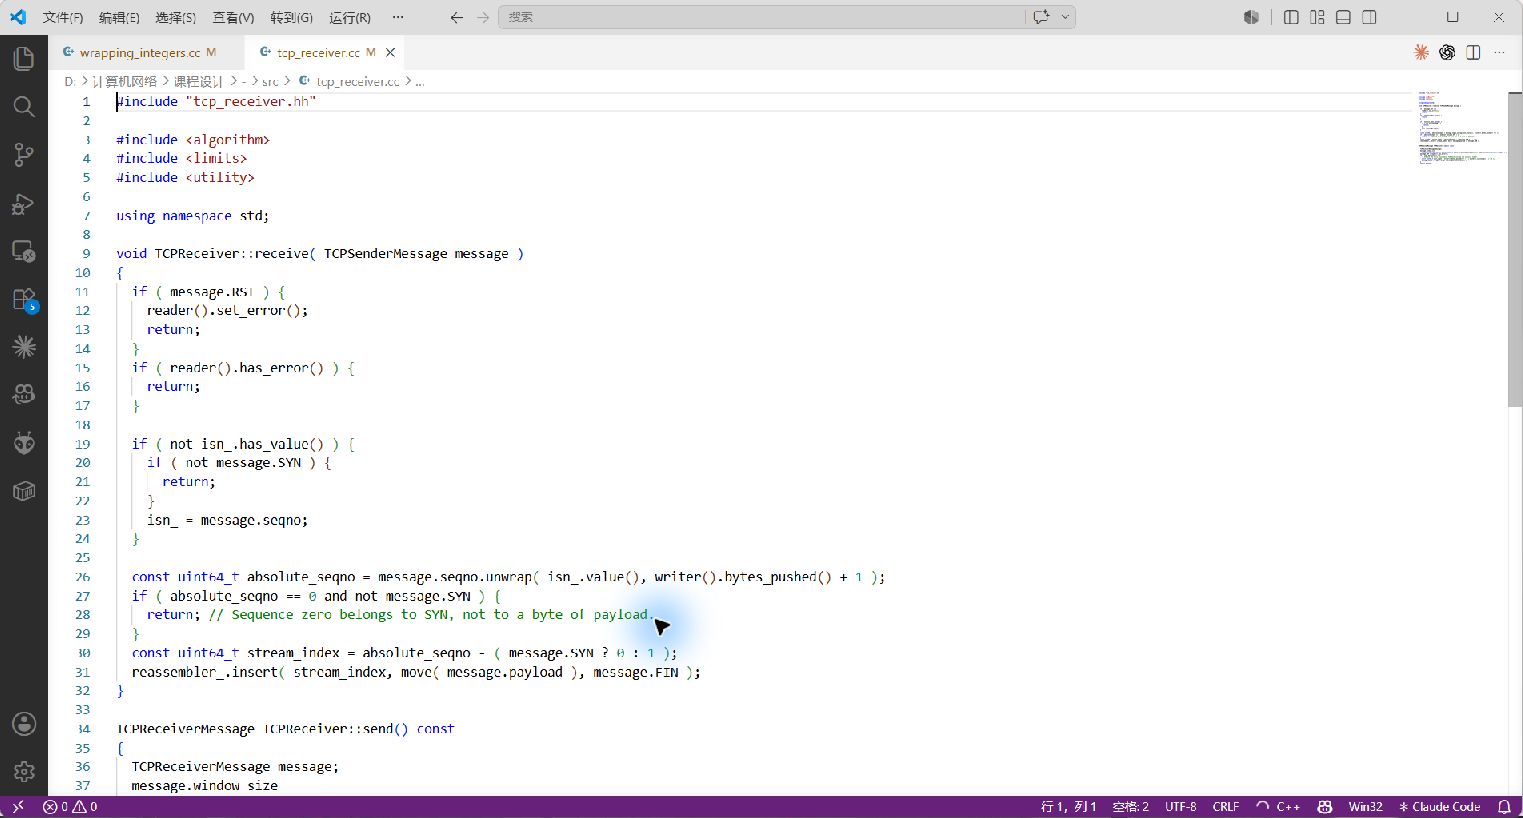 文件(F) 编辑(E) 选择(S) 查看(V) 转到(G) 运行(R) ··· 搜索
wrapping_integers.cc M tcp_receiver.cc M
D: > 计算机网络 > 课程设计 > - > src > tcp_receiver.cc > ...
1 #include "tcp_receiver.hh"
2
3 #include <algorithm>
4 #include <limits>
5 #include <utility>
6
7 using namespace std;
8
9 void TCPReceiver::receive( TCPSenderMessage message )
10 {
11 if ( message.RST ) {
12 reader().set_error();
13 return;
14 }
15 if ( reader().has_error() ) {
16 return;
17 }
18
19 if ( not isn_.has_value() ) {
20 if ( not message.SYN ) {
21 return;
22 }
23 isn_ = message.seqno;
24 }
25
26 const uint64_t absolute_seqno = message.seqno.unwrap( isn_.value(), writer().bytes_pushed() + 1 );
27 if ( absolute_seqno == 0 and not message.SYN ) {
28 return; // Sequence zero belongs to SYN, not to a byte of payload.
29 }
30 const uint64_t stream_index = absolute_seqno - ( message.SYN ? 0 : 1 );
31 reassembler_.insert( stream_index, move( message.payload ), message.FIN );
32 }
33
34 TCPReceiverMessage TCPReceiver::send() const
35 {
36 TCPReceiverMessage message;
37 message.window_size
5
0 0 行 1，列 1 空格: 2 UTF-8 CRLF C++ Win32 Claude Code